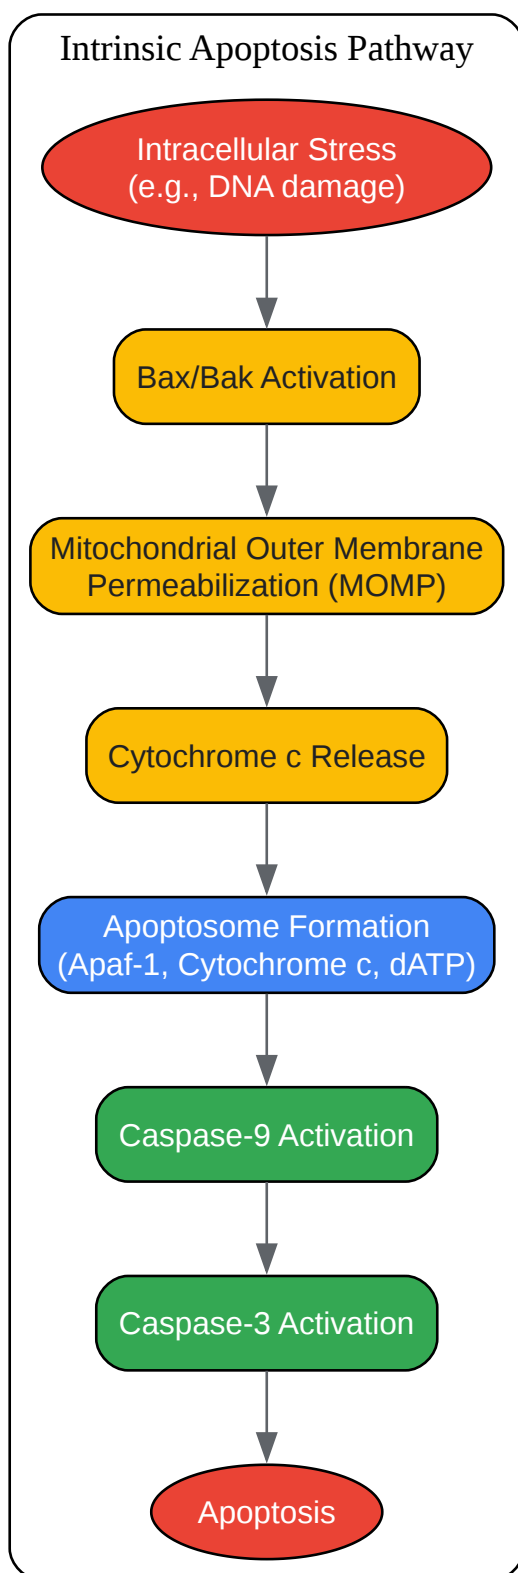 Intrinsic Apoptosis Pathway
Intracellular Stress
(e.g., DNA damage)
Bax/Bak Activation
Mitochondrial Outer Membrane
Permeabilization (MOMP)
Cytochrome c Release
Apoptosome Formation
(Apaf-1, Cytochrome c, dATP)
Caspase-9 Activation
Caspase-3 Activation
Apoptosis